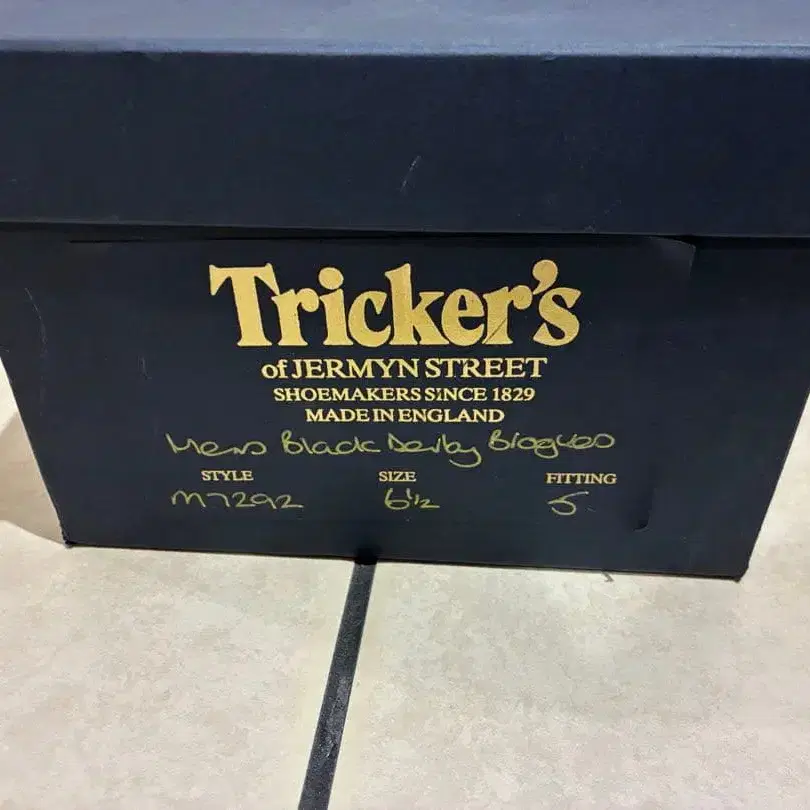 Tricker's
of JERMYN STREET
SHOEMAKERS SINCE 1829
MADE IN ENGLAND
Mens Black Derby Brogues
STYLE SIZE FITTING
M7292 6½ 5